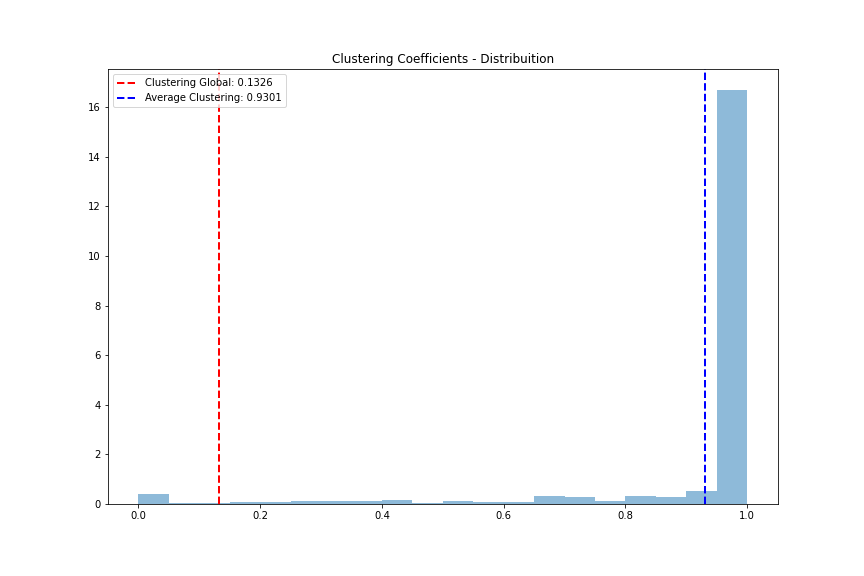 Clustering Coefficients - Distribuition
Clustering Global: 0.1326
Average Clustering: 0.9301
16
14
12
10
8
6
4
2
0
0.0 0.2 0.4 0.6 0.8 1.0